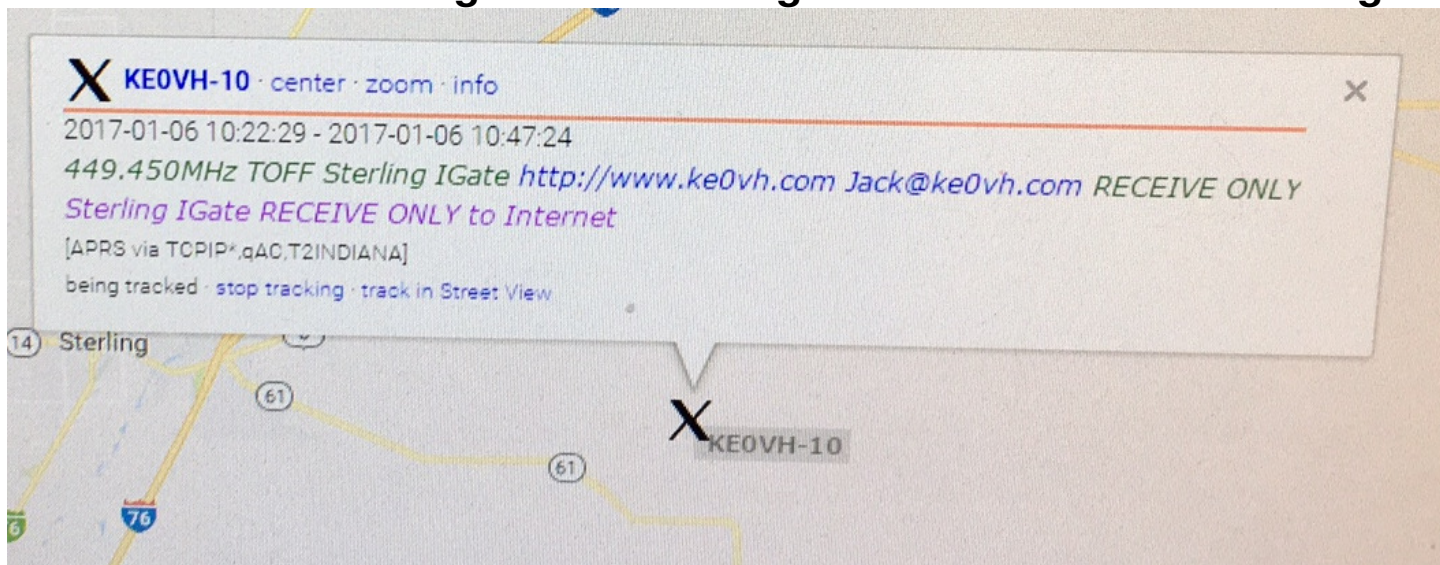 X KE0VH-10 · center · zoom · info ×
2017-01-06 10:22:29 - 2017-01-06 10:47:24
449.450MHz TOFF Sterling IGate http://www.ke0vh.com Jack@ke0vh.com RECEIVE ONLY
Sterling IGate RECEIVE ONLY to Internet
[APRS via TCPIP*,qAC,T2INDIANA]
being tracked · stop tracking · track in Street View
14 Sterling
61
X KE0VH-10
61
76
6